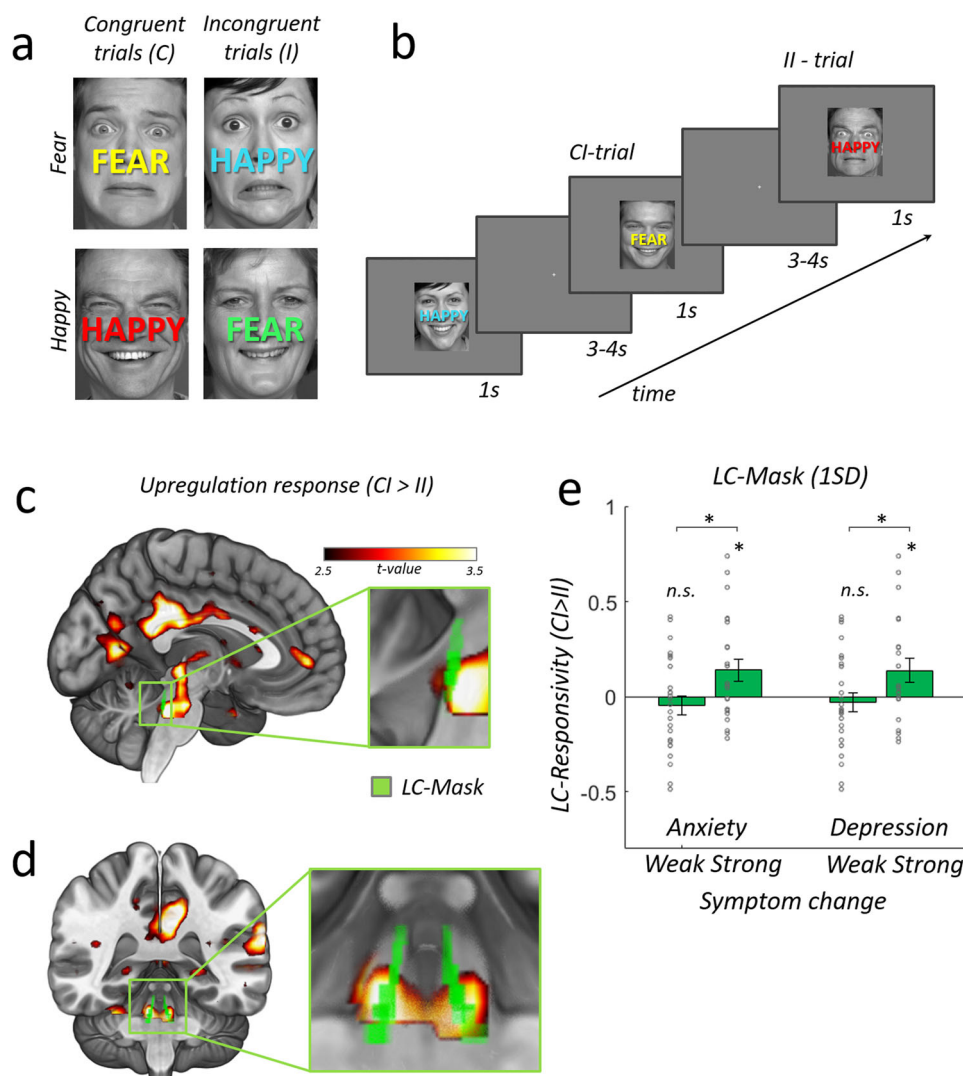 a
Congruent trials (C)
Incongruent trials (I)
Fear
FEAR
HAPPY
Happy
HAPPY
FEAR
b
HAPPY
1s
3-4s
CI-trial
FEAR
1s
3-4s
II - trial
HAPPY
1s
time
c
Upregulation response (CI > II)
2.5
t-value
3.5
LC-Mask
d
e
LC-Mask (1SD)
LC-Responsivity (CI>II)
1
0.5
0
-0.5
n.s.
*
*
n.s.
*
*
Anxiety
Depression
Weak Strong
Weak Strong
Symptom change